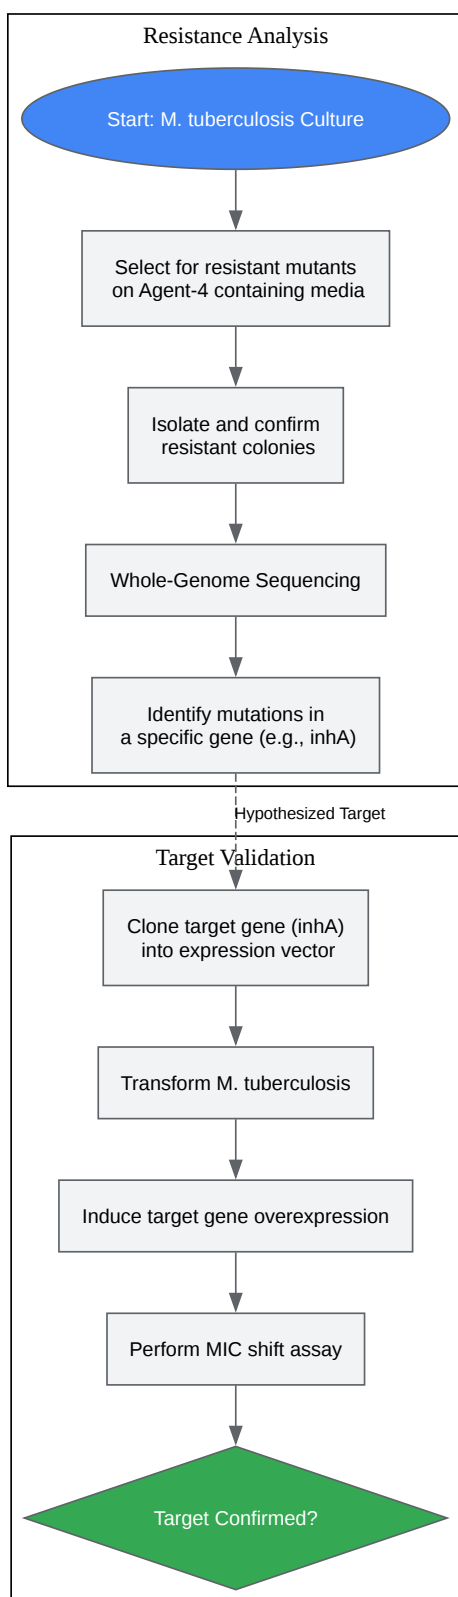 Resistance Analysis
Start: M. tuberculosis Culture
Select for resistant mutants
on Agent-4 containing media
Isolate and confirm
resistant colonies
Whole-Genome Sequencing
Identify mutations in
a specific gene (e.g., inhA)
Hypothesized Target
Target Validation
Clone target gene (inhA)
into expression vector
Transform M. tuberculosis
Induce target gene overexpression
Perform MIC shift assay
Target Confirmed?